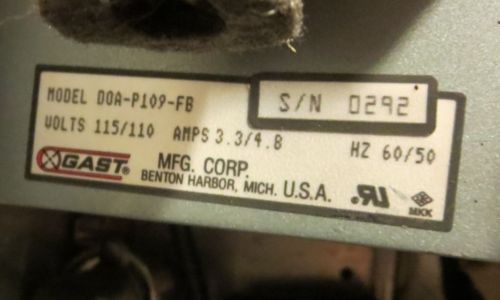 MODEL DOA-P109-FB
S/N 0292
VOLTS 115/110 AMPS 3.3/4.8 HZ 60/50
GAST®
MFG. CORP.
BENTON HARBOR, MICH. U.S.A.
RU
MKK